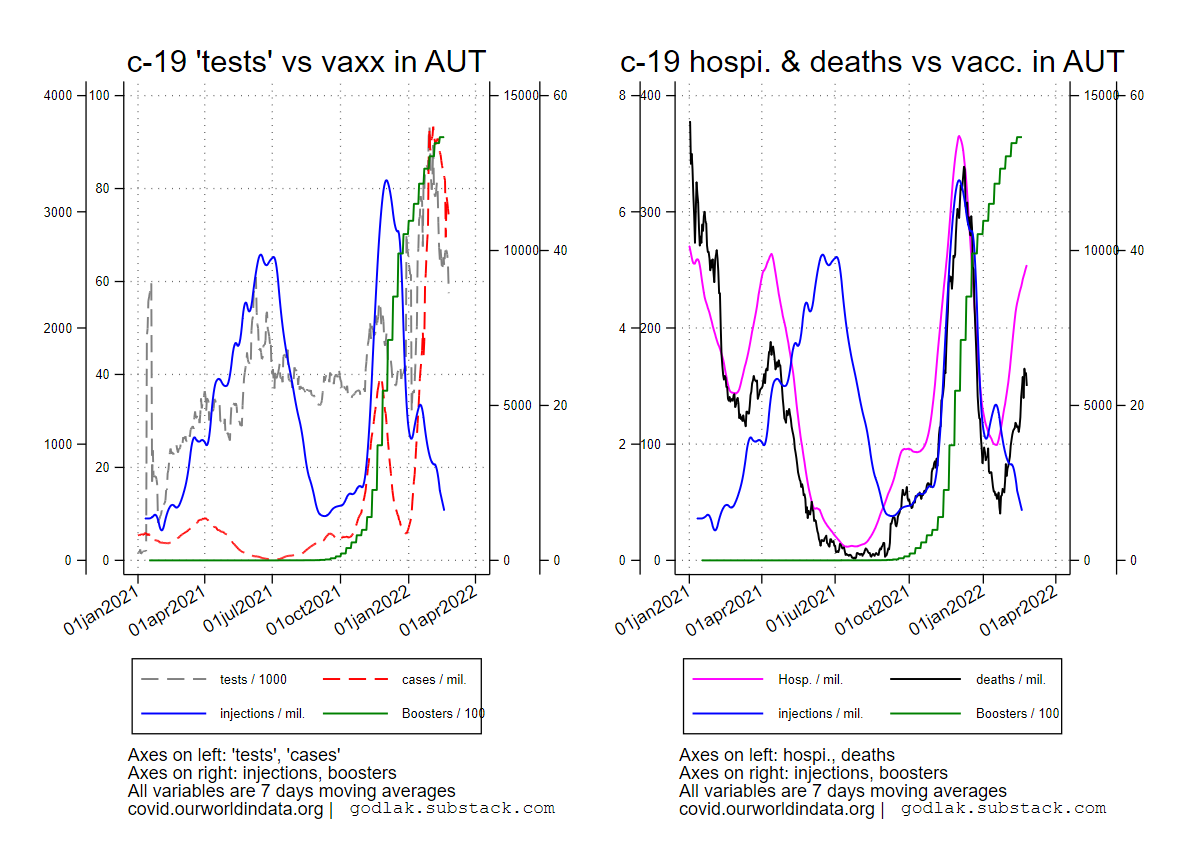 c-19 'tests' vs vaxx in AUT
4000 100 15000 60
80
3000
10000 40
60
2000
40
5000 20
1000
20
0 0 0 0
01jan2021 01apr2021 01jul2021 01oct2021 01jan2022 01apr2022
tests / 1000 cases / mil.
injections / mil. Boosters / 100
Axes on left: 'tests', 'cases'
Axes on right: injections, boosters
All variables are 7 days moving averages
covid.ourworldindata.org | godlak.substack.com
c-19 hospi. & deaths vs vacc. in AUT
8 400 15000 60
6 300
10000 40
4 200
5000 20
2 100
0 0 0 0
01jan2021 01apr2021 01jul2021 01oct2021 01jan2022 01apr2022
Hosp. / mil. deaths / mil.
injections / mil. Boosters / 100
Axes on left: hospi., deaths
Axes on right: injections, boosters
All variables are 7 days moving averages
covid.ourworldindata.org | godlak.substack.com